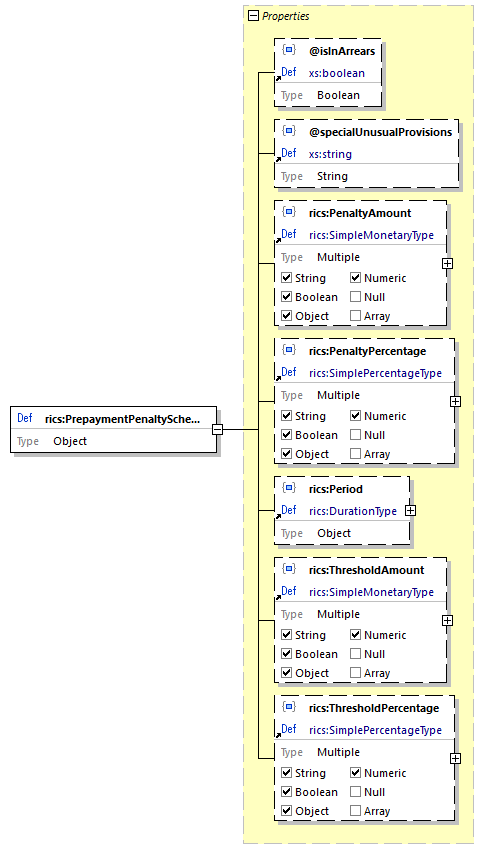 Properties
@isInArrears
Def xs:boolean
Type Boolean
@specialUnusualProvisions
Def xs:string
Type String
rics:PenaltyAmount
Def rics:SimpleMonetaryType
Type Multiple
String Numeric
Boolean Null
Object Array
rics:PenaltyPercentage
Def rics:SimplePercentageType
Type Multiple
String Numeric
Boolean Null
Object Array
Def rics:PrepaymentPenaltySche...
Type Object
rics:Period
Def rics:DurationType
Type Object
rics:ThresholdAmount
Def rics:SimpleMonetaryType
Type Multiple
String Numeric
Boolean Null
Object Array
rics:ThresholdPercentage
Def rics:SimplePercentageType
Type Multiple
String Numeric
Boolean Null
Object Array